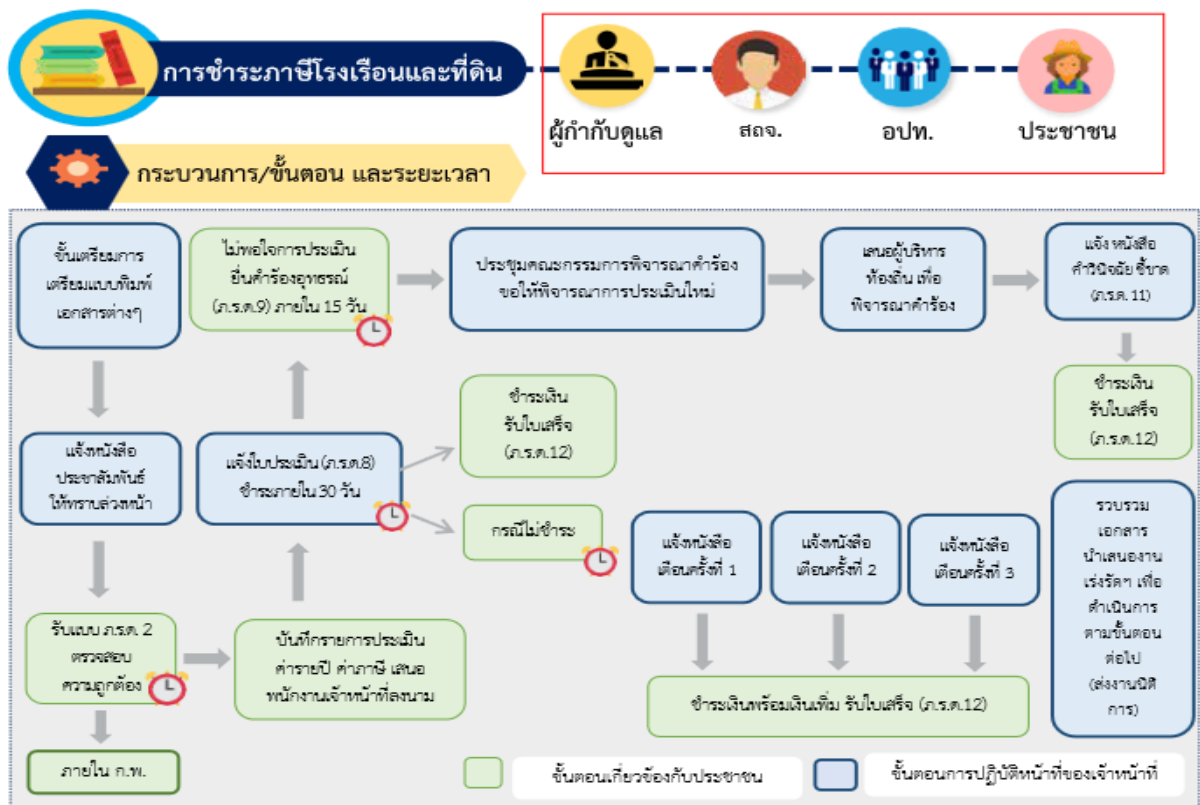 การชำระภาษีโรงเรือนและที่ดิน
ผู้กำกับดูแล
สถจ.
อปท.
ประชาชน
กระบวนการ/ขั้นตอน และระยะเวลา
ขั้นเตรียมการ
เตรียมแบบพิมพ์
เอกสารต่างๆ
ไม่พอใจการประเมิน
ยื่นคำร้องอุทธรณ์
(ภ.ร.ด.9) ภายใน 15 วัน
ประชุมคณะกรรมการพิจารณาคำร้อง
ขอให้พิจารณาการประเมินใหม่
เสนอผู้บริหาร
ท้องถิ่น เพื่อ
พิจารณาคำร้อง
แจ้ง หนังสือ
คำวินิจฉัย ชี้ขาด
(ภ.ร.ด. 11)
ชำระเงิน
รับใบเสร็จ
(ภ.ร.ด.12)
แจ้งหนังสือ
ประชาสัมพันธ์
ให้ทราบล่วงหน้า
แจ้งใบประเมิน (ภ.ร.ด.8)
ชำระภายใน 30 วัน
ชำระเงิน
รับใบเสร็จ
(ภ.ร.ด.12)
กรณีไม่ชำระ
แจ้งหนังสือ
เตือนครั้งที่ 1
แจ้งหนังสือ
เตือนครั้งที่ 2
แจ้งหนังสือ
เตือนครั้งที่ 3
รวบรวม
เอกสาร
นำเสนองาน
เร่งรัดฯ เพื่อ
ดำเนินการ
ตามขั้นตอน
ต่อไป
(ส่งงานนิติ
การ)
รับแบบ ภ.ร.ด. 2
ตรวจสอบ
ความถูกต้อง
บันทึกรายการประเมิน
ค่ารายปี ค่าภาษี เสนอ
พนักงานเจ้าหน้าที่ลงนาม
ชำระเงินพร้อมเงินเพิ่ม รับใบเสร็จ (ภ.ร.ด.12)
ภายใน ก.พ.
ขั้นตอนเกี่ยวข้องกับประชาชน
ขั้นตอนการปฏิบัติหน้าที่ของเจ้าหน้าที่